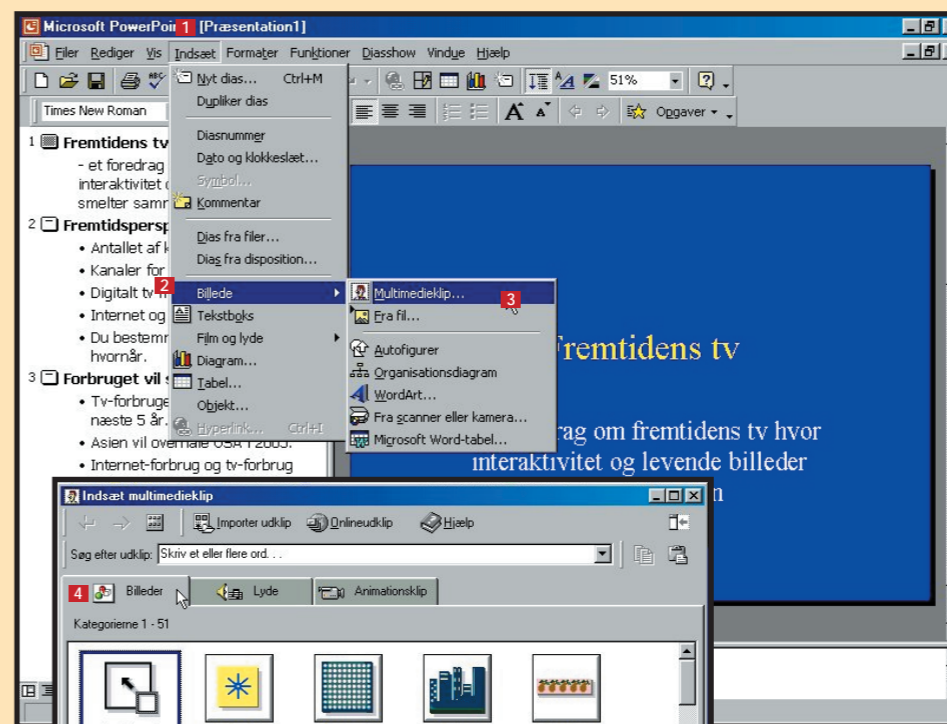 Microsoft PowerPoin 1 [Præsentation1]
Filer Rediger Vis Indsæt Formater Funktioner Diasshow Vindue Hjælp
51%
Times New Roman
Opgaver
Nyt dias... Ctrl+M
Dupliker dias
Diasnummer
Dato og klokkeslæt...
Symbol...
Kommentar
Dias fra filer...
Dias fra disposition...
2 Billede
Tekstboks
Film og lyde
Diagram...
Tabel...
Objekt...
Hyperlink... Ctrl+I
Multimedieklip... 3
Fra fil...
Autofigurer
Organisationsdiagram
WordArt...
Fra scanner eller kamera...
Microsoft Word-tabel...
1 Fremtidens tv
- et foredrag
interaktivitet
smelter
2 Fremtidspersp
• Antallet af
• Kanaler for
• Digitalt tv
• Internet og
• Du bestemr
hvornår.
3 Forbruget vil
• Tv-forbruge
næste 5 år.
• Asien vil overhale USA i 2005.
• Internet-forbrug og tv-forbrug
Fremtidens tv
rag om fremtidens tv hvor
interaktivitet og levende billeder
n
Indsæt multimedieklip
Importer udklip Onlineudklip Hjælp
Søg efter udklip: Skriv et eller flere ord. . .
4 Billeder Lyde Animationsklip
Kategorierne 1 - 51